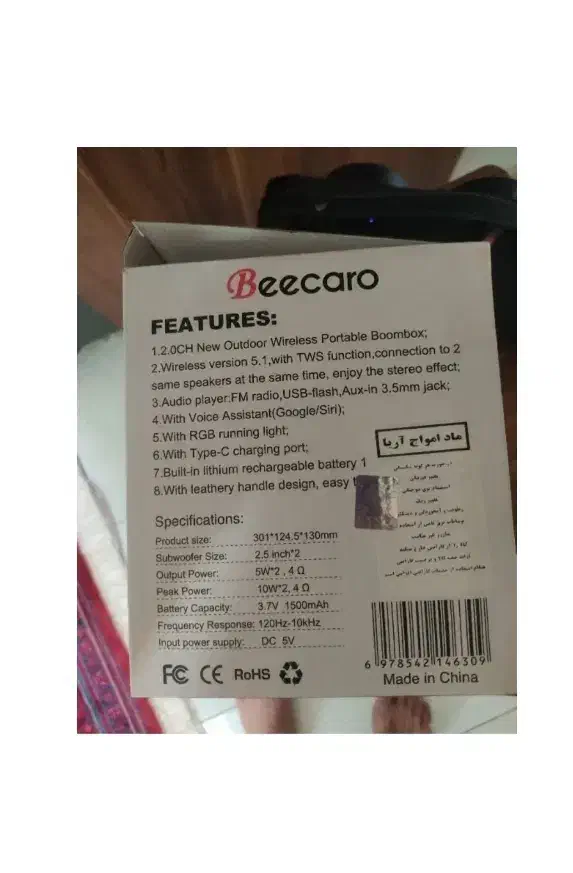 Beecaro
FEATURES:
1.2.0CH New Outdoor Wireless Portable Boombox;
2.Wireless version 5.1,with TWS function,connection to 2
same speakers at the same time, enjoy the stereo effect;
3.Audio player:FM radio,USB-flash,Aux-in 3.5mm jack;
4.With Voice Assistant(Google/Siri);
5.With RGB running light;
6.With Type-C charging port;
7.Built-in lithium rechargeable battery 1
8.With leathery handle design, easy
ماد امواج آریا
Specifications:
Product size: 301*124.5*130mm
Subwoofer Size: 2.5 inch*2
Output Power: 5W*2 , 4 Ω
Peak Power: 10W*2, 4 Ω
Battery Capacity: 3.7V 1500mAh
Frequency Response: 120Hz-10kHz
Input power supply: DC 5V
FC CE RoHS
6 978542 146309
Made in China